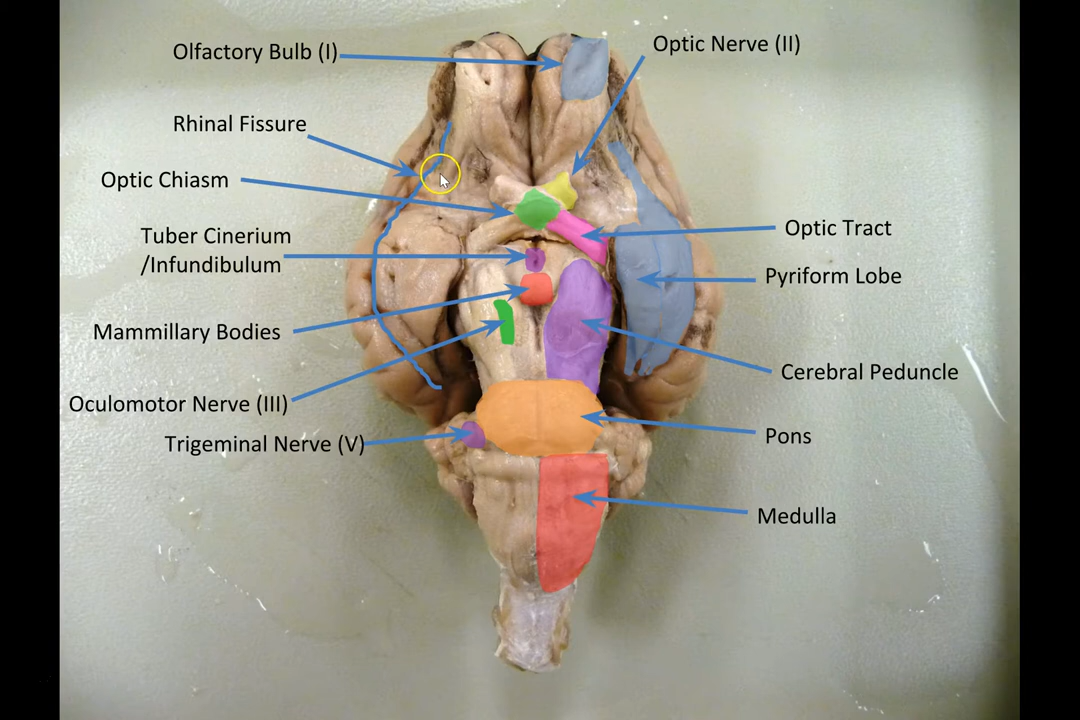 Olfactory Bulb (I)
Optic Nerve (II)
Rhinal Fissure
Optic Chiasm
Tuber Cinerium
/Infundibulum
Optic Tract
Pyriform Lobe
Mammillary Bodies
Cerebral Peduncle
Oculomotor Nerve (III)
Trigeminal Nerve (V)
Pons
Medulla